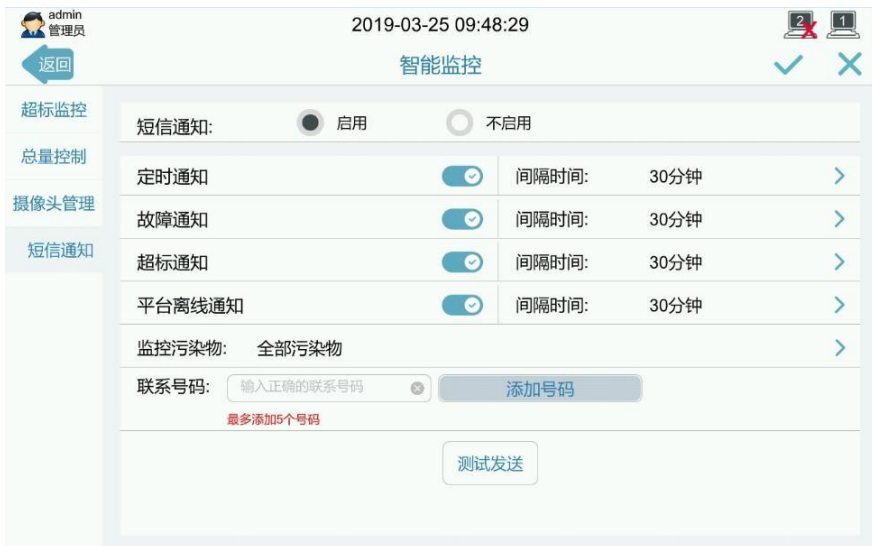 admin
管理员
2019-03-25 09:48:29
2
1
返回
智能监控
超标监控
总量控制
摄像头管理
短信通知
短信通知: 启用 不启用
定时通知 间隔时间: 30分钟
故障通知 间隔时间: 30分钟
超标通知 间隔时间: 30分钟
平台离线通知 间隔时间: 30分钟
监控污染物: 全部污染物
联系号码: 输入正确的联系号码 添加号码
最多添加5个号码
测试发送